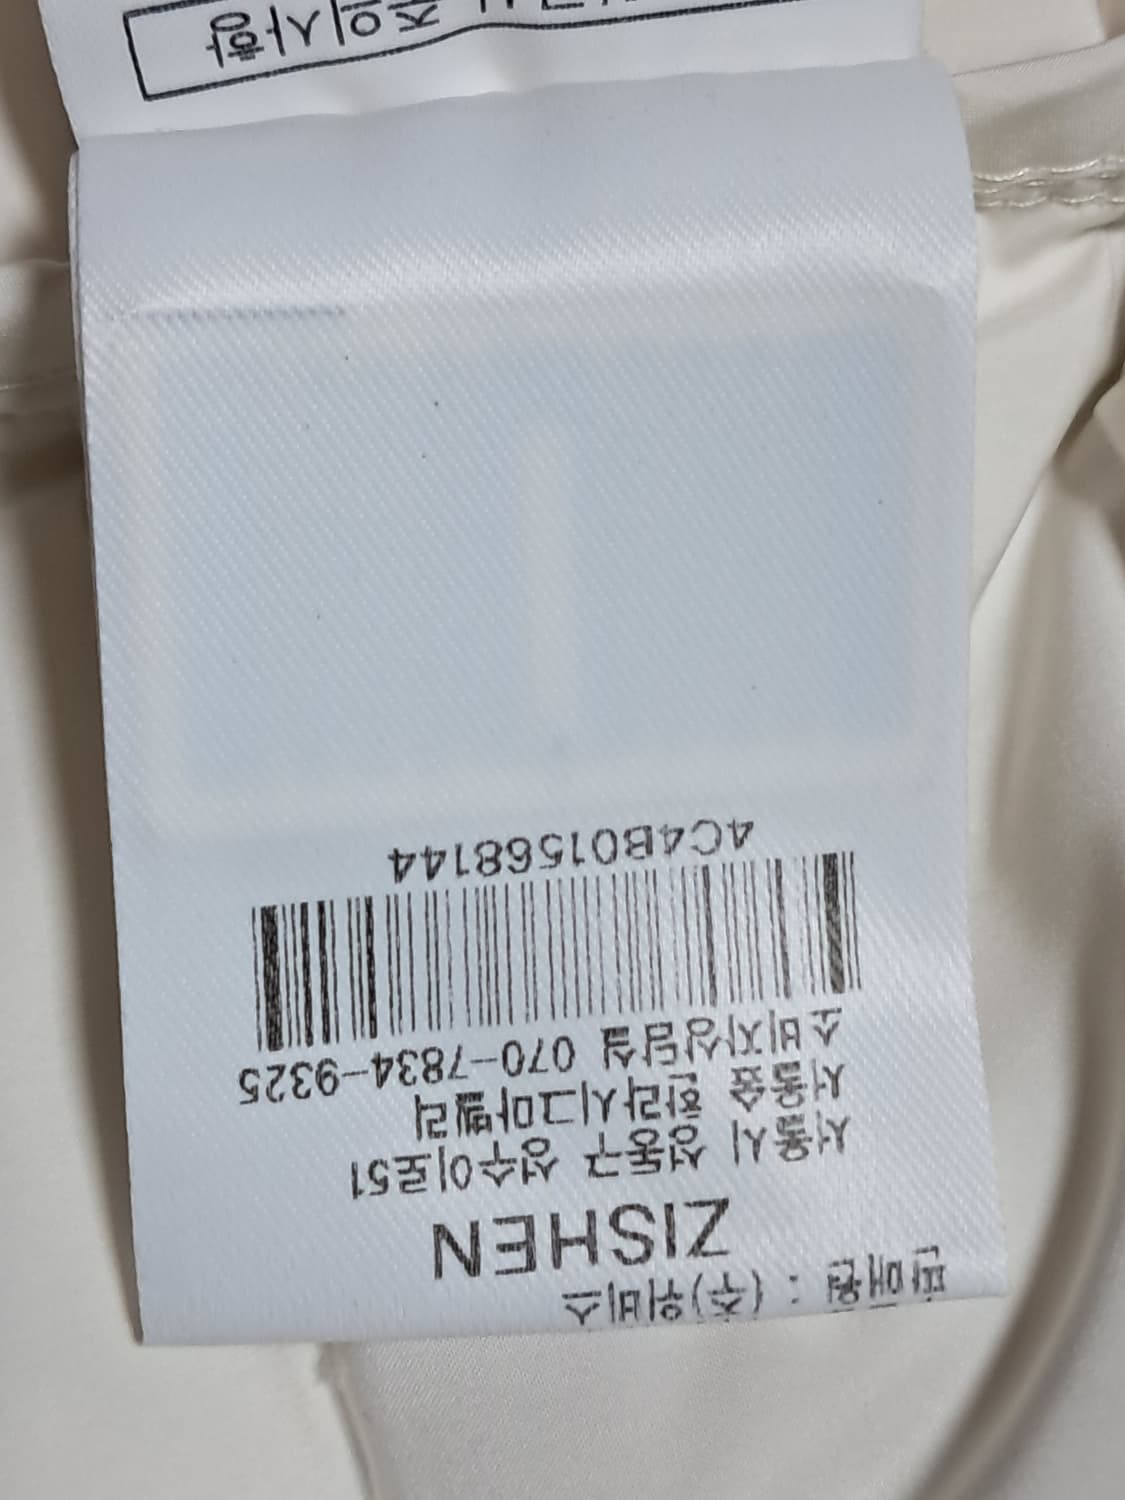 판매원 : (주)위비스
ZISHEN
서울시 성동구 성수이로51
서울숲 한라시그마밸리
소비자상담실 070-7834-9325
4C4B01568144